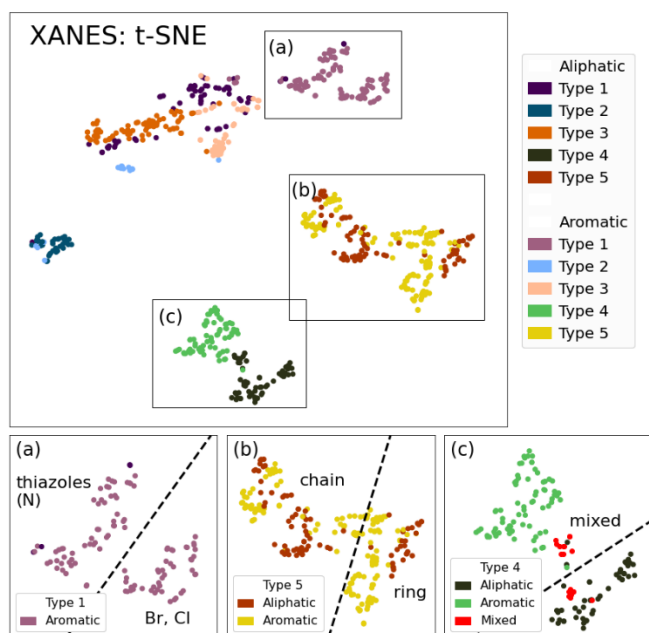 XANES: t-SNE
(a)
(b)
(c)
Aliphatic
Type 1
Type 2
Type 3
Type 4
Type 5
Aromatic
Type 1
Type 2
Type 3
Type 4
Type 5
(a)
thiazoles
(N)
Br, Cl
Type 1
Aromatic
(b)
chain
ring
Type 5
Aliphatic
Aromatic
(c)
mixed
Type 4
Aliphatic
Aromatic
Mixed